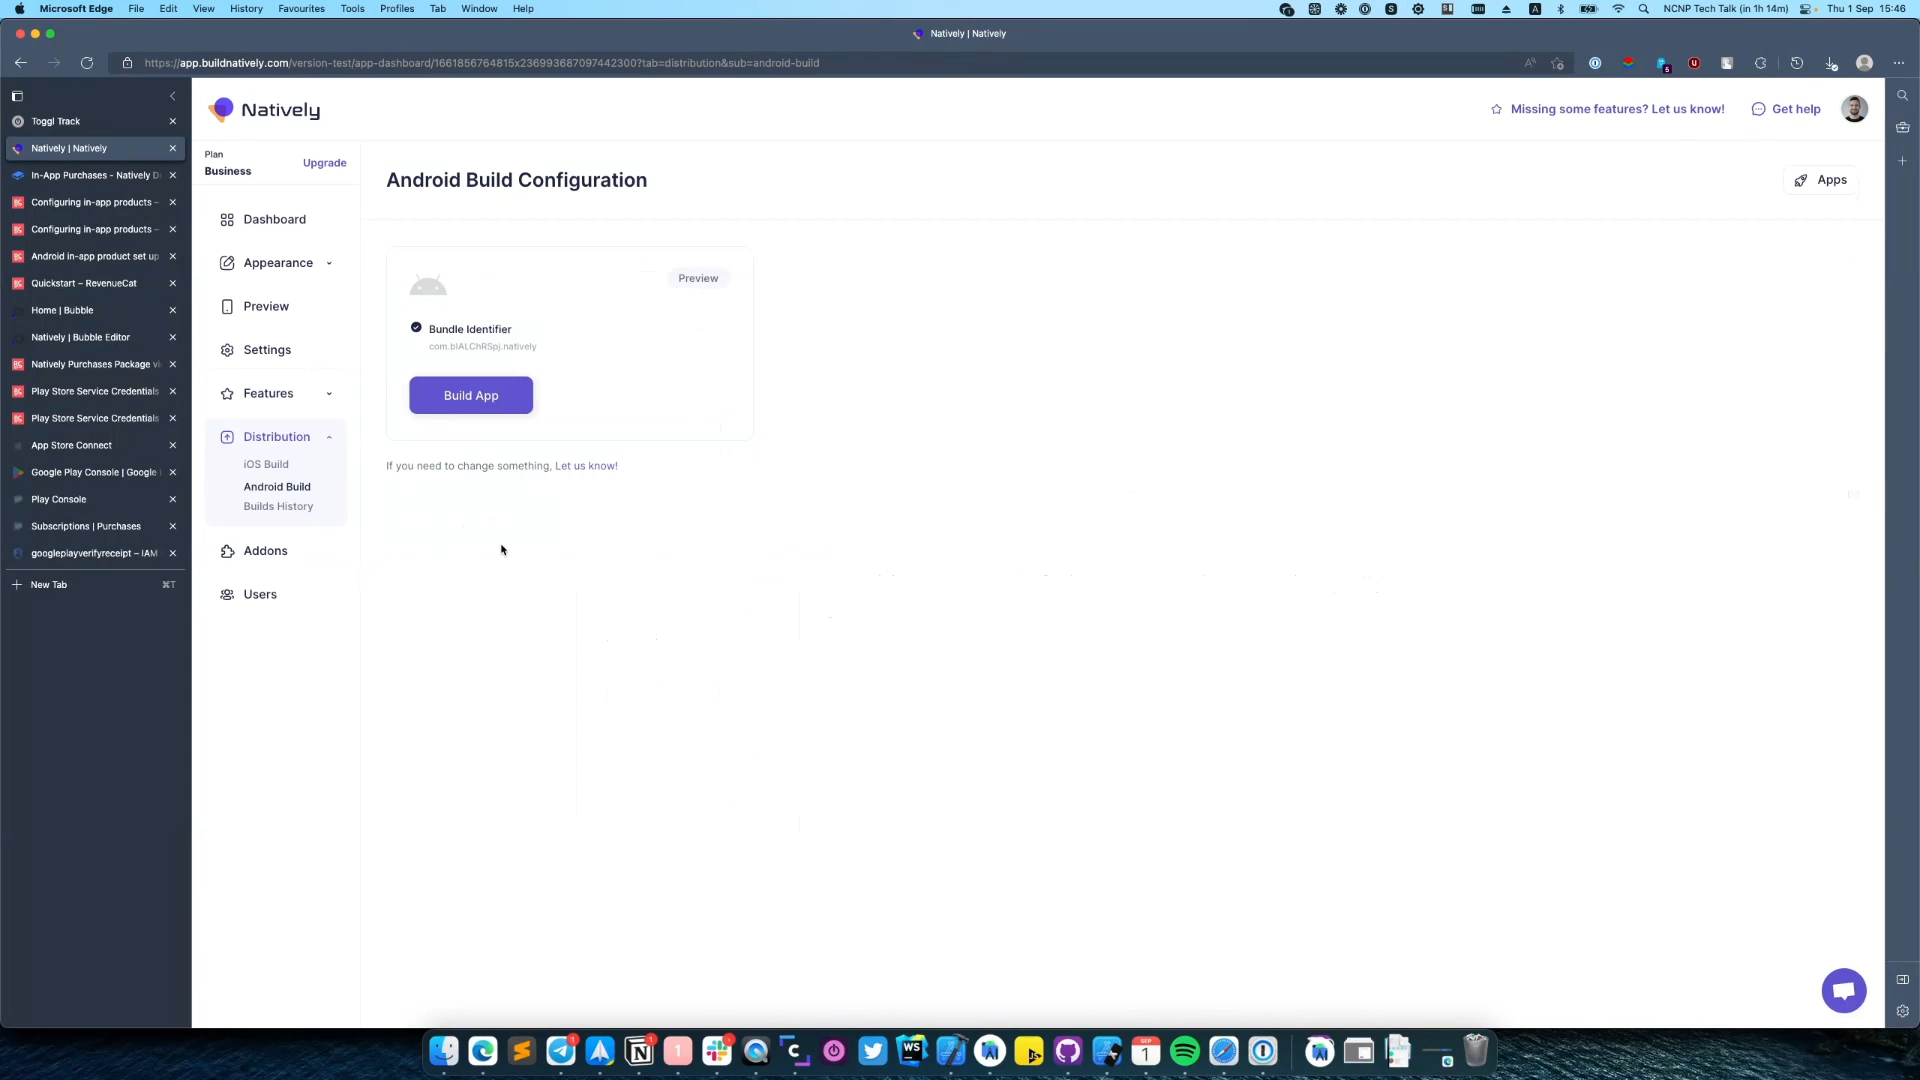 Microsoft Edge File Edit View History Favourites Tools Profiles Tab Window Help
NCNP Tech Talk (in 1h 14m) Thu 1 Sep 15:46
Natively | Natively
https://app.buildnatively.com/version-test/app-dashboard/1661856764815x236993687097442300?tab=distribution&sub=android-build
Toggl Track
Natively | Natively
In-App Purchases - Natively D
Configuring in-app products –
Configuring in-app products –
Android in-app product set up
Quickstart – RevenueCat
Home | Bubble
Natively | Bubble Editor
Natively Purchases Package vi
Play Store Service Credentials
Play Store Service Credentials
App Store Connect
Google Play Console | Google
Play Console
Subscriptions | Purchases
googleplayverifyreceipt – IAM
New Tab ⌘T
Natively
Missing some features? Let us know!
Get help
Plan
Business
Upgrade
Dashboard
Appearance
Preview
Settings
Features
Distribution
iOS Build
Android Build
Builds History
Addons
Users
Android Build Configuration
Apps
Preview
Bundle Identifier
com.blALChRSpj.natively
Build App
If you need to change something, Let us know!